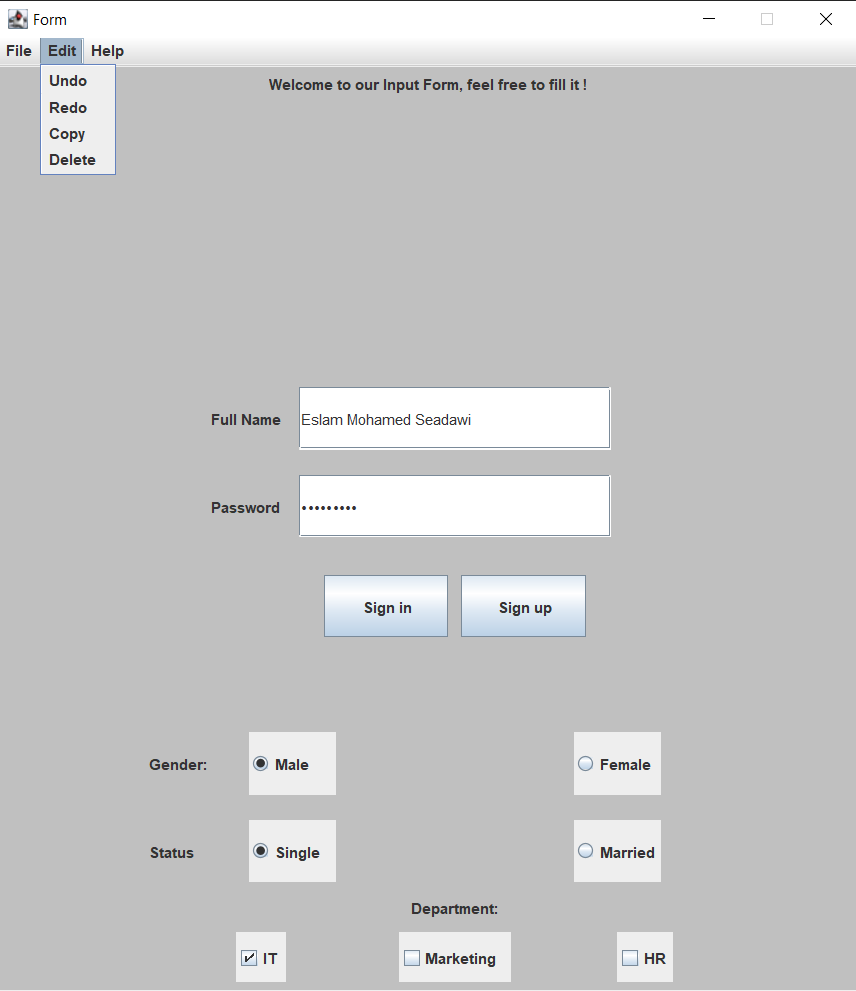 Form
File Edit Help
Undo
Redo
Copy
Delete
Welcome to our Input Form, feel free to fill it !
Full Name Eslam Mohamed Seadawi
Password •••••••••
Sign in Sign up
Gender: Male Female
Status Single Married
Department:
IT Marketing HR